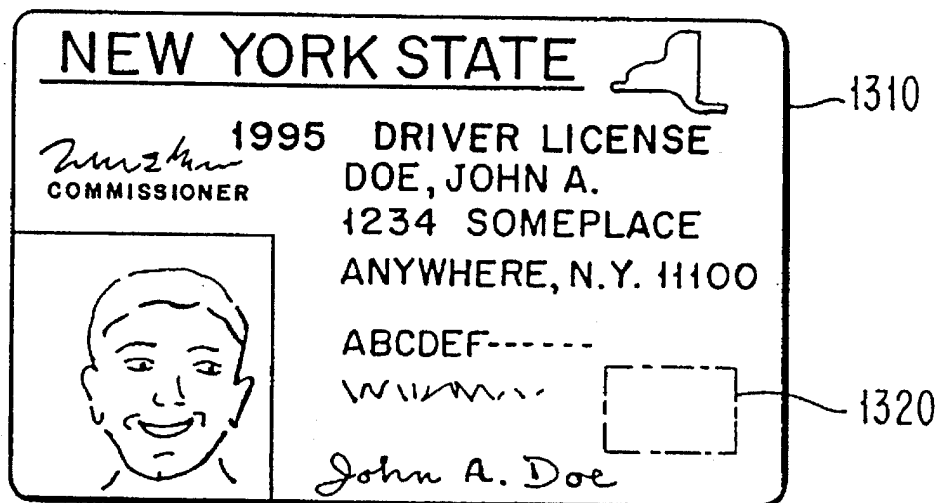 NEW YORK STATE
1310
1995 DRIVER LICENSE
COMMISSIONER
DOE, JOHN A.
1234 SOMEPLACE
ANYWHERE, N.Y. 11100
ABCDEF------
1320
John A. Doe